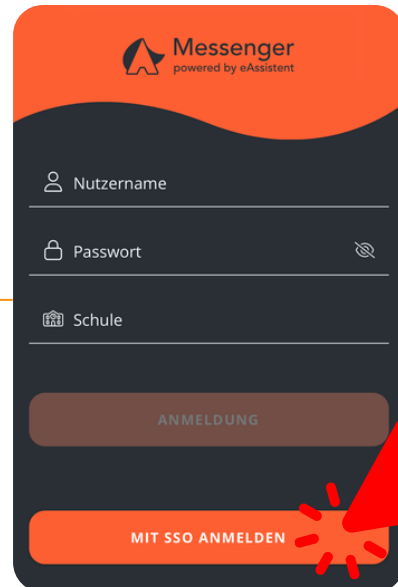 Messenger
powered by eAssistent
Nutzername
Passwort
Schule
ANMELDUNG
MIT SSO ANMELDEN